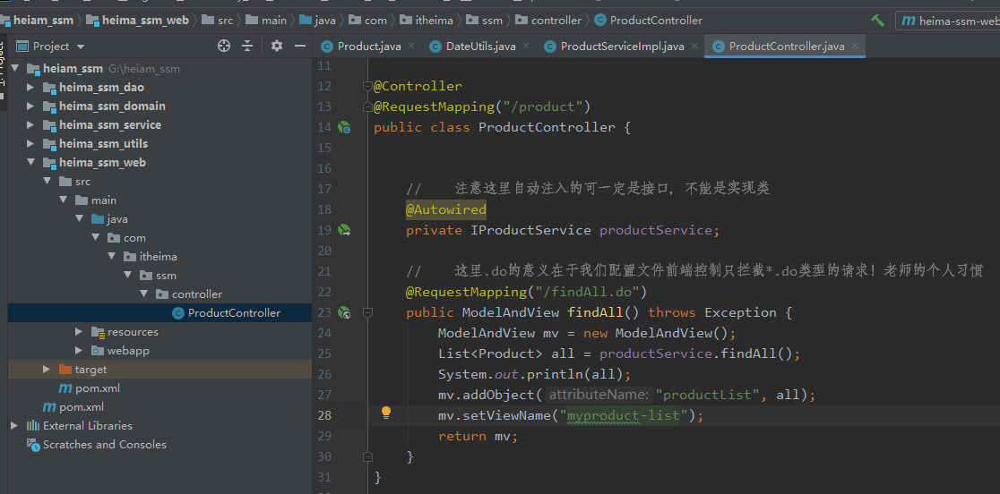 heiam_ssm heima_ssm_web src main java com itheima ssm controller ProductController heima-ssm-web
Project
Product.java DateUtils.java ProductServiceImpl.java ProductController.java
heiam_ssm G:\heiam_ssm
heima_ssm_dao
heima_ssm_domain
heima_ssm_service
heima_ssm_utils
heima_ssm_web
src
main
java
com
itheima
ssm
controller
ProductController
resources
webapp
target
pom.xml
pom.xml
External Libraries
Scratches and Consoles
11
12 @Controller
13 @RequestMapping("/product")
14 public class ProductController {
15
16
17 // 注意这里自动注入的可一定是接口，不能是实现类
18 @Autowired
19 private IProductService productService;
20
21 // 这里.do的意义在于我们配置文件前端控制只拦截*.do类型的请求！老师的个人习惯
22 @RequestMapping("/findAll.do")
23 public ModelAndView findAll() throws Exception {
24 ModelAndView mv = new ModelAndView();
25 List<Product> all = productService.findAll();
26 System.out.println(all);
27 mv.addObject( attributeName: "productList", all);
28 mv.setViewName("myproduct-list");
29 return mv;
30 }
31 }